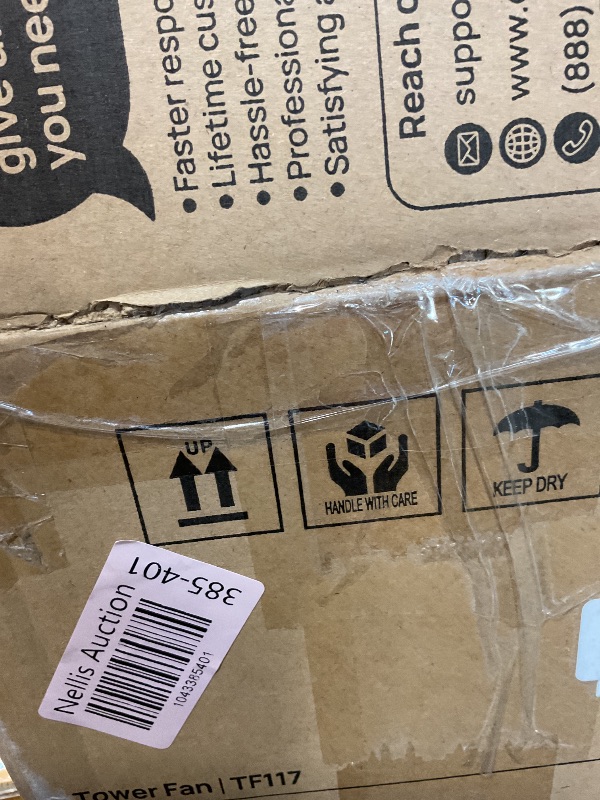 give a
you nee
• Faster respo
• Lifetime cus
• Hassle-free
• Professiona
• Satisfying a
Reach o
suppo
www.
(888)
UP
HANDLE WITH CARE
KEEP DRY
385-401
Nellis Auction
1043385401
Tower Fan | TF117